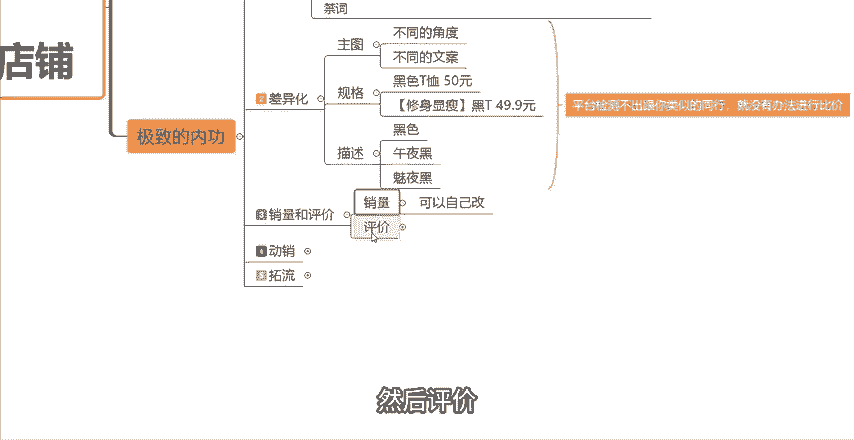 禁词
店铺
极致的内功
差异化
主图
不同的角度
不同的文案
规格
黑色T恤 50元
【修身显瘦】黑T 49.9元
描述
黑色
午夜黑
魅夜黑
平台检测不出跟你类似的同行，就没有办法进行比价
销量和评价
销量
可以自己改
评价
动销
拓流
然后评价